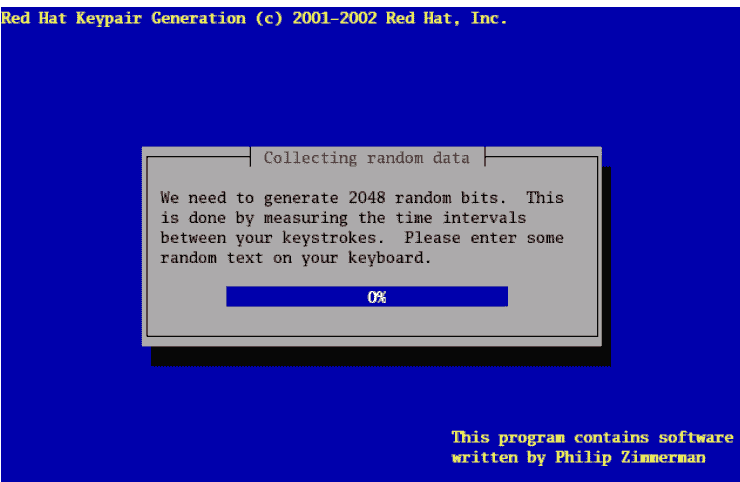 Red Hat Keypair Generation (c) 2001-2002 Red Hat, Inc.
Collecting random data
We need to generate 2048 random bits.  This
is done by measuring the time intervals
between your keystrokes.  Please enter some
random text on your keyboard.
0%
This program contains software
written by Philip Zimmerman